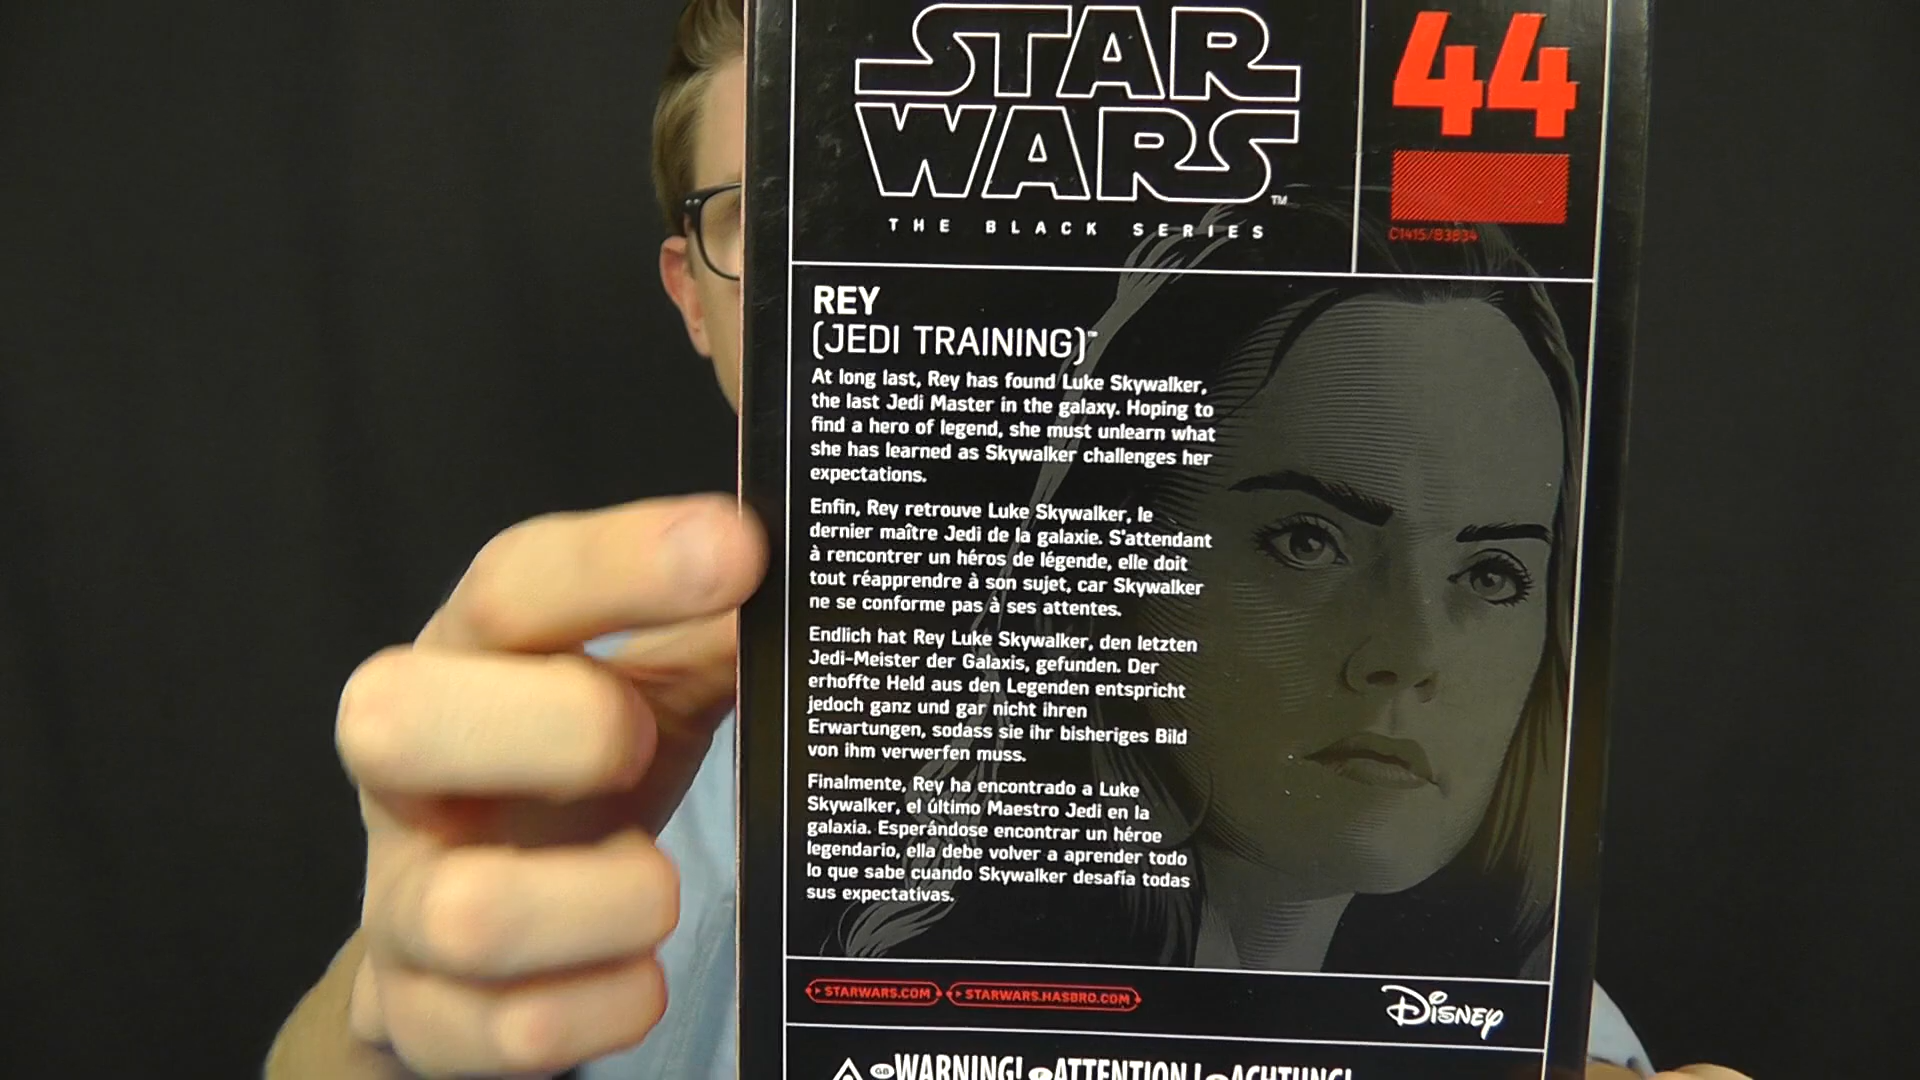 STAR
WARS™
THE BLACK SERIES
44
C1415/B3834
REY
(JEDI TRAINING)™
At long last, Rey has found Luke Skywalker,
the last Jedi Master in the galaxy. Hoping to
find a hero of legend, she must unlearn what
she has learned as Skywalker challenges her
expectations.
Enfin, Rey retrouve Luke Skywalker, le
dernier maître Jedi de la galaxie. S'attendant
à rencontrer un héros de légende, elle doit
tout réapprendre à son sujet, car Skywalker
ne se conforme pas à ses attentes.
Endlich hat Rey Luke Skywalker, den letzten
Jedi-Meister der Galaxis, gefunden. Der
erhoffte Held aus den Legenden entspricht
jedoch ganz und gar nicht ihren
Erwartungen, sodass sie ihr bisheriges Bild
von ihm verwerfen muss.
Finalmente, Rey ha encontrado a Luke
Skywalker, el último Maestro Jedi en la
galaxia. Esperándose encontrar un héroe
legendario, ella debe volver a aprender todo
lo que sabe cuando Skywalker desafía todas
sus expectativas.
STARWARS.COM STARWARS.HASBRO.COM
Disney
GB WARNING! F ATTENTION ! ACHTUNG!